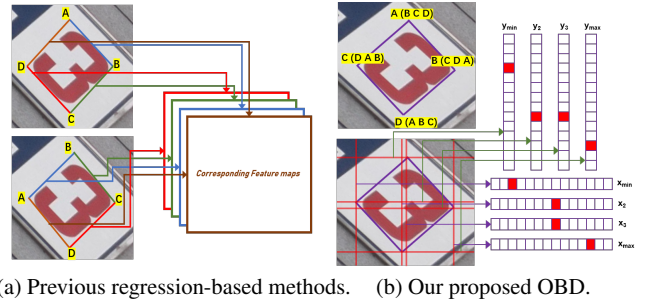 A
D
B
C
B
A
C
D
Corresponding Feature maps
A (B C D)
C (D A B)
B (C D A)
D (A B C)
ymin
y2
y3
ymax
xmin
x2
x3
xmax
(a) Previous regression-based methods.
(b) Our proposed OBD.